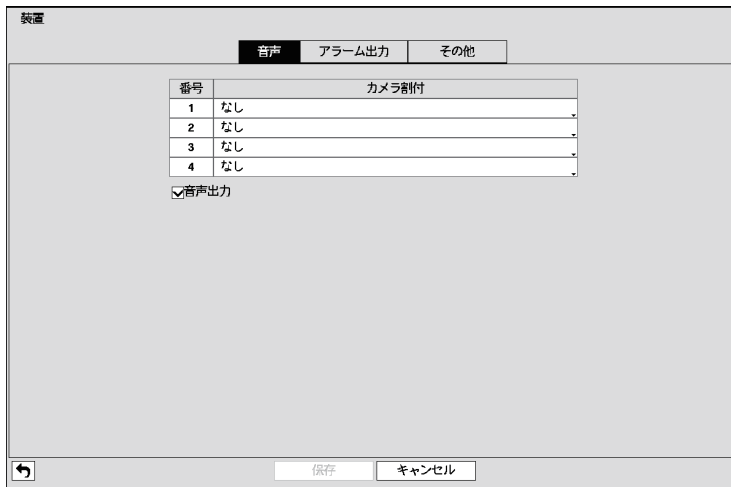 装置
音声 アラーム出力 その他
番号 カメラ割付
1 なし
2 なし
3 なし
4 なし
音声出力
保存 キャンセル